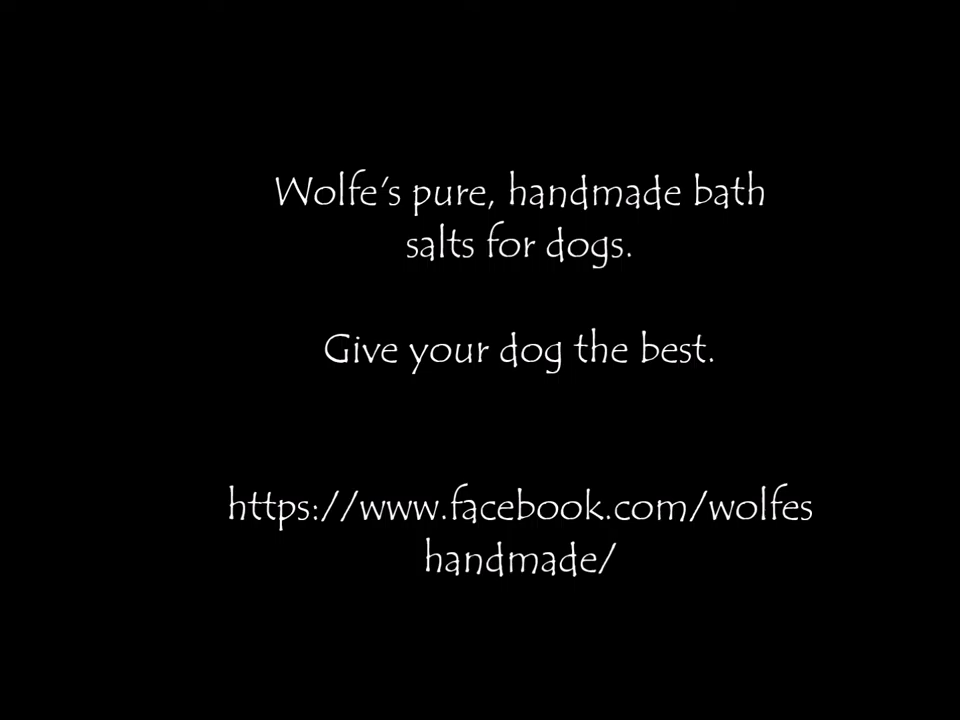 Wolfe's pure, handmade bath
salts for dogs.
Give your dog the best.
https://www.facebook.com/wolfes
handmade/